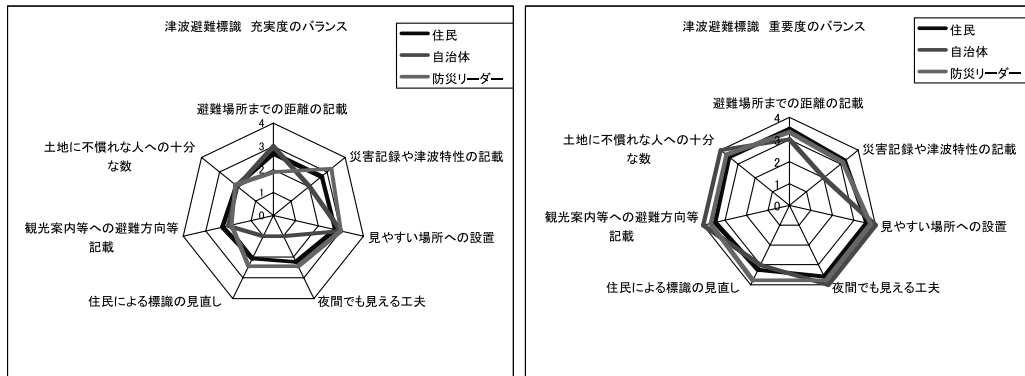 津波避難標識 充実度のバランス
住民
自治体
防災リーダー
避難場所までの距離の記載
災害記録や津波特性の記載
見やすい場所への設置
夜間でも見える工夫
住民による標識の見直し
観光案内等への避難方向等
記載
土地に不慣れな人への十分
な数
4
3
2
1
0
津波避難標識 重要度のバランス
住民
自治体
防災リーダー
避難場所までの距離の記載
災害記録や津波特性の記載
見やすい場所への設置
夜間でも見える工夫
住民による標識の見直し
観光案内等への避難方向等
記載
土地に不慣れな人への十分
な数
4
3
2
1
0